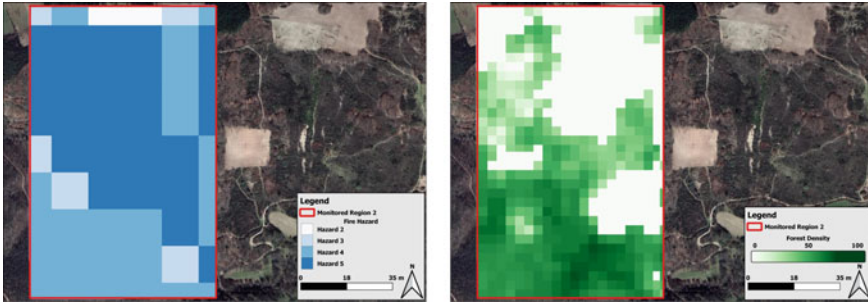 Legend
Monitored Region 2
Fire Hazard
Hazard 2
Hazard 3
Hazard 4
Hazard 5
N
0 18 35 m
Legend
Monitored Region 2
Forest Density
0 50 100
N
0 18 35 m